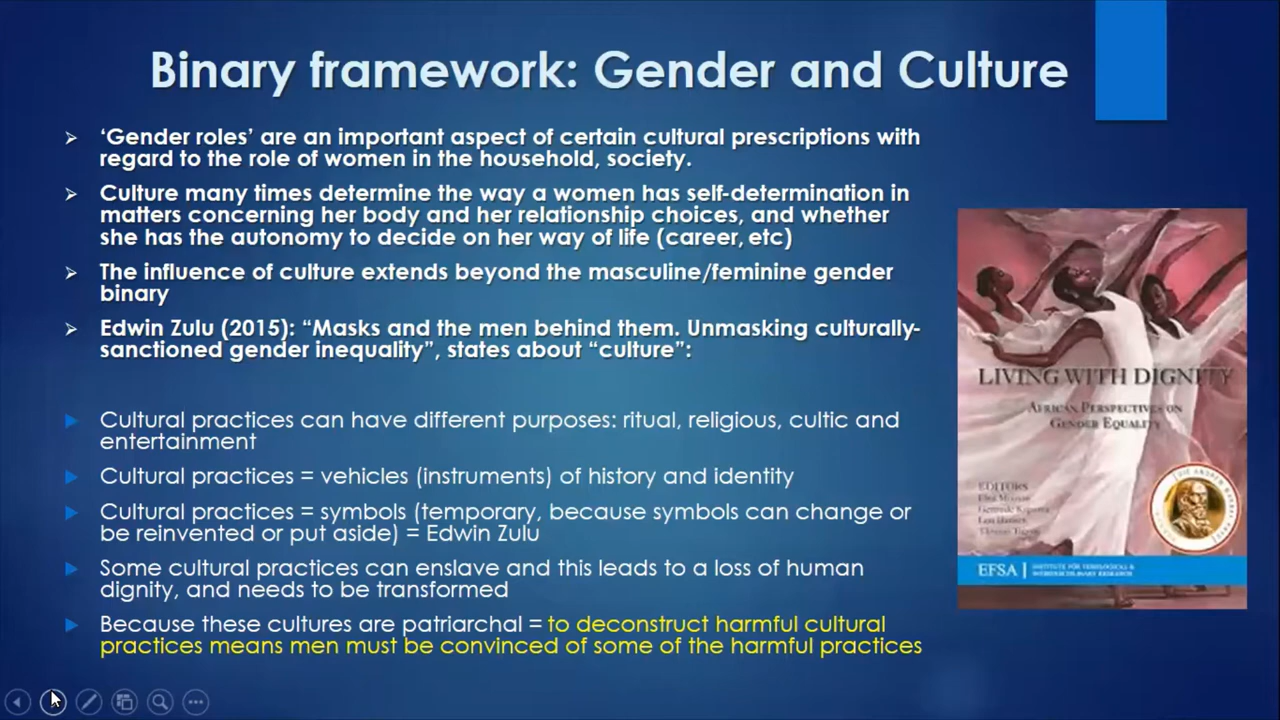 Binary framework: Gender and Culture
‘Gender roles’ are an important aspect of certain cultural prescriptions with
regard to the role of women in the household, society.
Culture many times determine the way a women has self-determination in
matters concerning her body and her relationship choices, and whether
she has the autonomy to decide on her way of life (career, etc)
The influence of culture extends beyond the masculine/feminine gender
binary
Edwin Zulu (2015): “Masks and the men behind them. Unmasking culturally-
sanctioned gender inequality”, states about “culture”:
Cultural practices can have different purposes: ritual, religious, cultic and
entertainment
Cultural practices = vehicles (instruments) of history and identity
Cultural practices = symbols (temporary, because symbols can change or
be reinvented or put aside) = Edwin Zulu
Some cultural practices can enslave and this leads to a loss of human
dignity, and needs to be transformed
Because these cultures are patriarchal = to deconstruct harmful cultural
practices means men must be convinced of some of the harmful practices
LIVING WITH DIGNITY
African Perspectives on
Gender Equality
EDITORS
EFSA